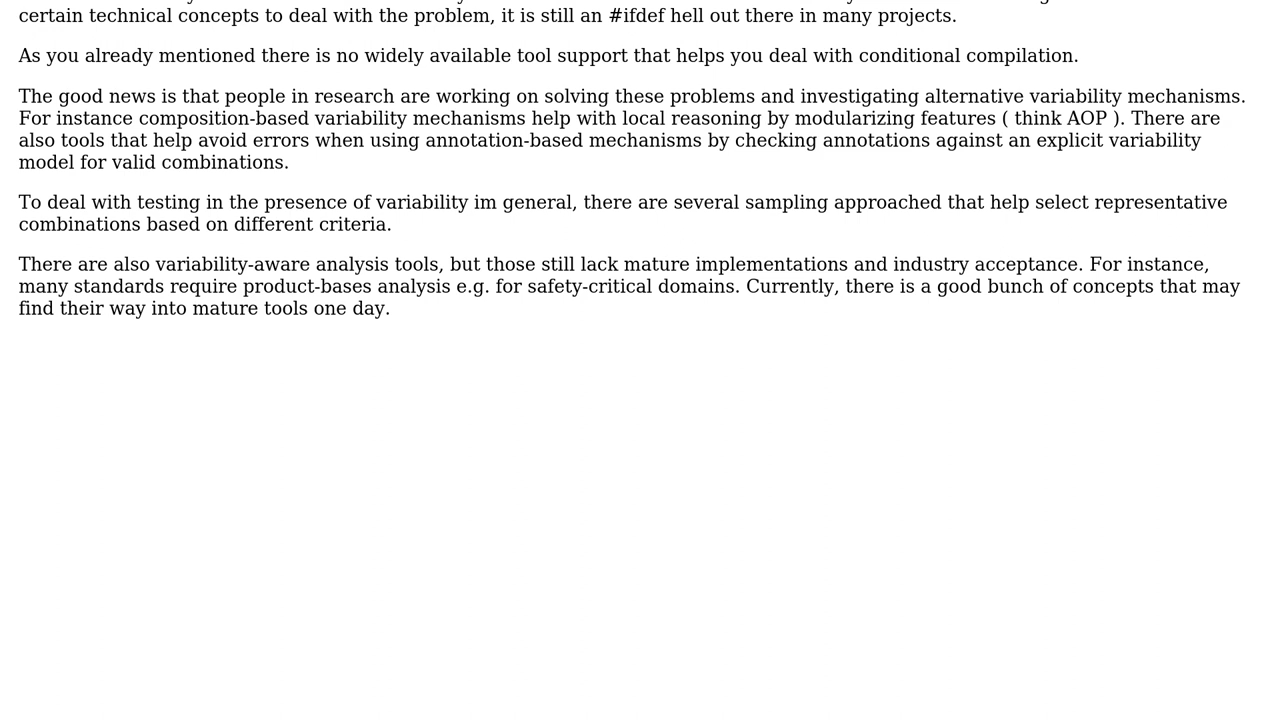 certain technical concepts to deal with the problem, it is still an #ifdef hell out there in many projects.
As you already mentioned there is no widely available tool support that helps you deal with conditional compilation.
The good news is that people in research are working on solving these problems and investigating alternative variability mechanisms.
For instance composition-based variability mechanisms help with local reasoning by modularizing features ( think AOP ). There are
also tools that help avoid errors when using annotation-based mechanisms by checking annotations against an explicit variability
model for valid combinations.
To deal with testing in the presence of variability im general, there are several sampling approached that help select representative
combinations based on different criteria.
There are also variability-aware analysis tools, but those still lack mature implementations and industry acceptance. For instance,
many standards require product-bases analysis e.g. for safety-critical domains. Currently, there is a good bunch of concepts that may
find their way into mature tools one day.